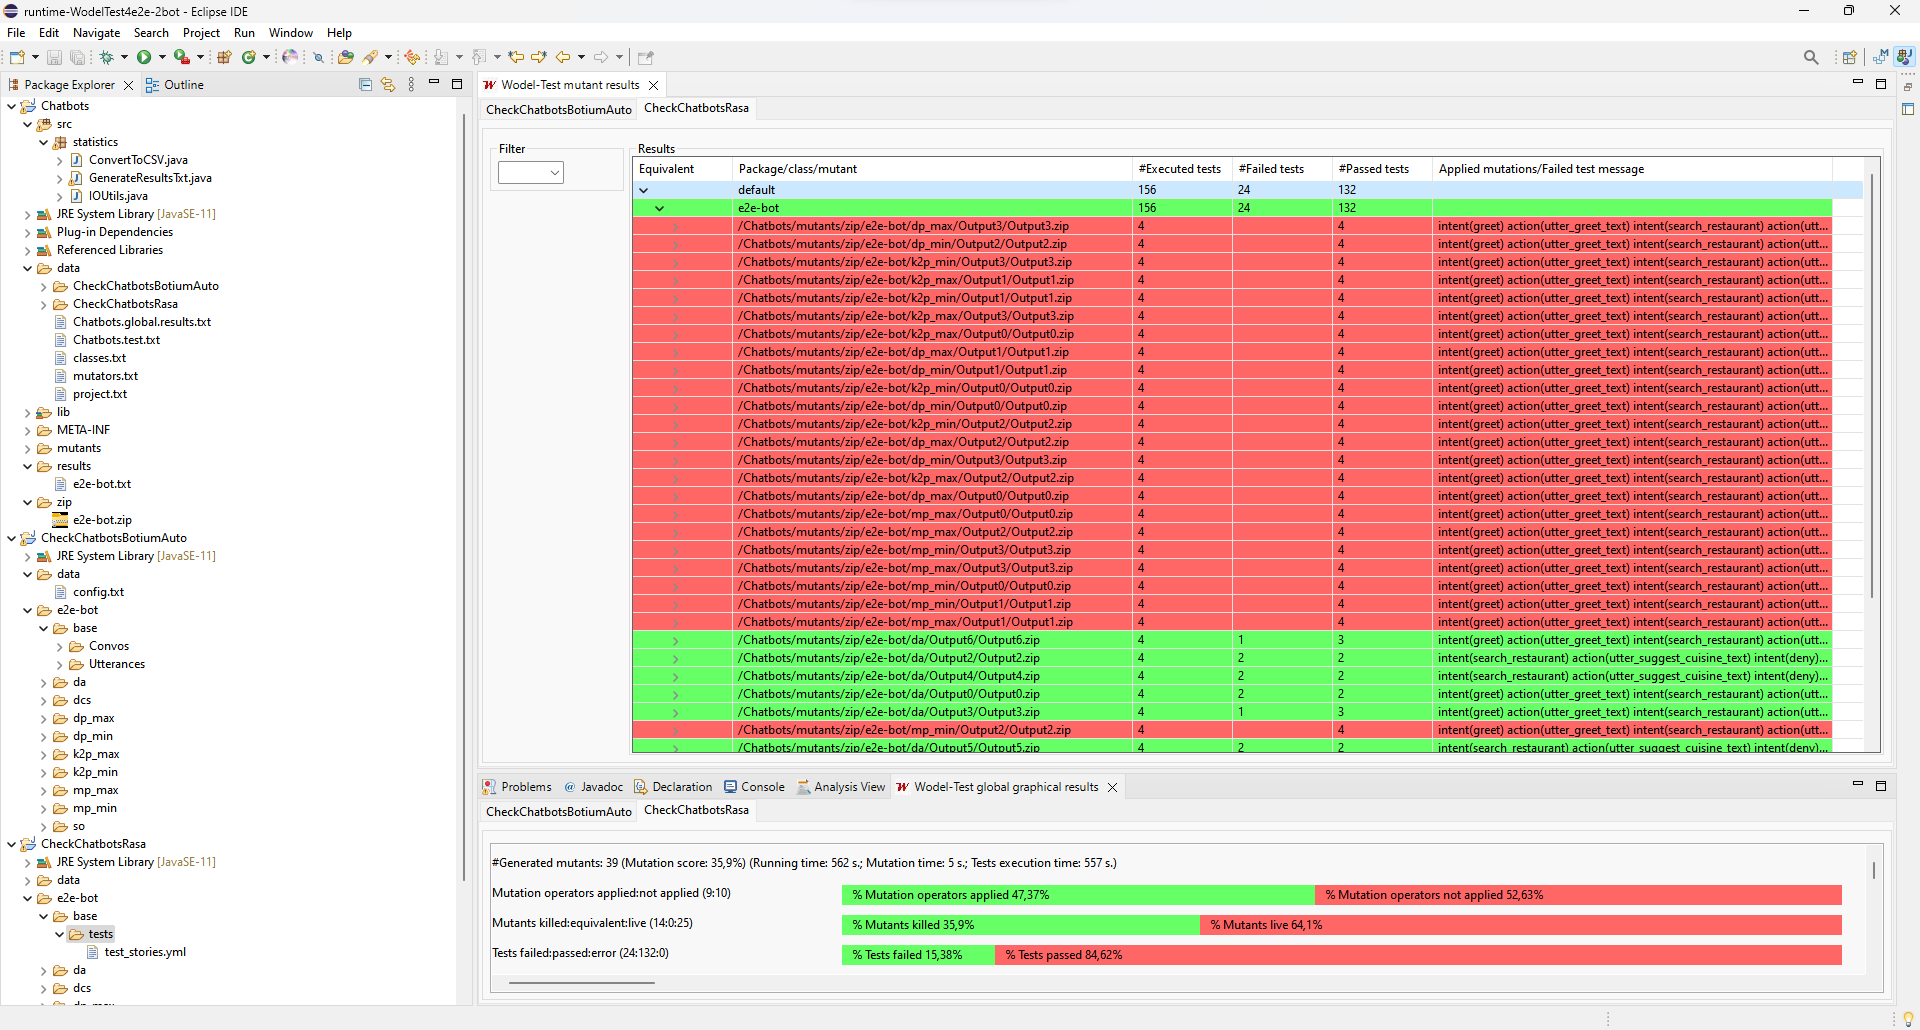 runtime-WodelTest4e2e-2bot - Eclipse IDE
File Edit Navigate Search Project Run Window Help
Package Explorer Outline
Chatbots
src
statistics
ConvertToCSV.java
GenerateResultsTxt.java
IOUtils.java
JRE System Library [JavaSE-11]
Plug-in Dependencies
Referenced Libraries
data
CheckChatbotsBotiumAuto
CheckChatbotsRasa
Chatbots.global.results.txt
Chatbots.test.txt
classes.txt
mutators.txt
project.txt
lib
META-INF
mutants
results
e2e-bot.txt
zip
e2e-bot.zip
CheckChatbotsBotiumAuto
JRE System Library [JavaSE-11]
data
config.txt
e2e-bot
base
Convos
Utterances
da
dcs
dp_max
dp_min
k2p_max
k2p_min
mp_max
mp_min
so
CheckChatbotsRasa
JRE System Library [JavaSE-11]
data
e2e-bot
base
tests
test_stories.yml
da
dcs
dp_max
Wodel-Test mutant results
CheckChatbotsBotiumAuto CheckChatbotsRasa
Filter
Results
Equivalent Package/class/mutant #Executed tests #Failed tests #Passed tests Applied mutations/Failed test message
default 156 24 132
e2e-bot 156 24 132
/Chatbots/mutants/zip/e2e-bot/dp_max/Output3/Output3.zip 4 4 intent(greet) action(utter_greet_text) intent(search_restaurant) action(utt...
/Chatbots/mutants/zip/e2e-bot/dp_min/Output2/Output2.zip 4 4 intent(greet) action(utter_greet_text) intent(search_restaurant) action(utt...
/Chatbots/mutants/zip/e2e-bot/k2p_min/Output3/Output3.zip 4 4 intent(greet) action(utter_greet_text) intent(search_restaurant) action(utt...
/Chatbots/mutants/zip/e2e-bot/k2p_max/Output1/Output1.zip 4 4 intent(greet) action(utter_greet_text) intent(search_restaurant) action(utt...
/Chatbots/mutants/zip/e2e-bot/k2p_min/Output1/Output1.zip 4 4 intent(greet) action(utter_greet_text) intent(search_restaurant) action(utt...
/Chatbots/mutants/zip/e2e-bot/k2p_max/Output3/Output3.zip 4 4 intent(greet) action(utter_greet_text) intent(search_restaurant) action(utt...
/Chatbots/mutants/zip/e2e-bot/k2p_max/Output0/Output0.zip 4 4 intent(greet) action(utter_greet_text) intent(search_restaurant) action(utt...
/Chatbots/mutants/zip/e2e-bot/dp_max/Output1/Output1.zip 4 4 intent(greet) action(utter_greet_text) intent(search_restaurant) action(utt...
/Chatbots/mutants/zip/e2e-bot/dp_min/Output1/Output1.zip 4 4 intent(greet) action(utter_greet_text) intent(search_restaurant) action(utt...
/Chatbots/mutants/zip/e2e-bot/k2p_min/Output0/Output0.zip 4 4 intent(greet) action(utter_greet_text) intent(search_restaurant) action(utt...
/Chatbots/mutants/zip/e2e-bot/dp_min/Output0/Output0.zip 4 4 intent(greet) action(utter_greet_text) intent(search_restaurant) action(utt...
/Chatbots/mutants/zip/e2e-bot/k2p_min/Output2/Output2.zip 4 4 intent(greet) action(utter_greet_text) intent(search_restaurant) action(utt...
/Chatbots/mutants/zip/e2e-bot/dp_max/Output2/Output2.zip 4 4 intent(greet) action(utter_greet_text) intent(search_restaurant) action(utt...
/Chatbots/mutants/zip/e2e-bot/dp_min/Output3/Output3.zip 4 4 intent(greet) action(utter_greet_text) intent(search_restaurant) action(utt...
/Chatbots/mutants/zip/e2e-bot/k2p_max/Output2/Output2.zip 4 4 intent(greet) action(utter_greet_text) intent(search_restaurant) action(utt...
/Chatbots/mutants/zip/e2e-bot/dp_max/Output0/Output0.zip 4 4 intent(greet) action(utter_greet_text) intent(search_restaurant) action(utt...
/Chatbots/mutants/zip/e2e-bot/mp_max/Output0/Output0.zip 4 4 intent(greet) action(utter_greet_text) intent(search_restaurant) action(utt...
/Chatbots/mutants/zip/e2e-bot/mp_max/Output2/Output2.zip 4 4 intent(greet) action(utter_greet_text) intent(search_restaurant) action(utt...
/Chatbots/mutants/zip/e2e-bot/mp_min/Output3/Output3.zip 4 4 intent(greet) action(utter_greet_text) intent(search_restaurant) action(utt...
/Chatbots/mutants/zip/e2e-bot/mp_max/Output3/Output3.zip 4 4 intent(greet) action(utter_greet_text) intent(search_restaurant) action(utt...
/Chatbots/mutants/zip/e2e-bot/mp_min/Output0/Output0.zip 4 4 intent(greet) action(utter_greet_text) intent(search_restaurant) action(utt...
/Chatbots/mutants/zip/e2e-bot/mp_min/Output1/Output1.zip 4 4 intent(greet) action(utter_greet_text) intent(search_restaurant) action(utt...
/Chatbots/mutants/zip/e2e-bot/mp_max/Output1/Output1.zip 4 4 intent(greet) action(utter_greet_text) intent(search_restaurant) action(utt...
/Chatbots/mutants/zip/e2e-bot/da/Output6/Output6.zip 4 1 3 intent(greet) action(utter_greet_text) intent(search_restaurant) action(utt...
/Chatbots/mutants/zip/e2e-bot/da/Output2/Output2.zip 4 2 2 intent(search_restaurant) action(utter_suggest_cuisine_text) intent(deny)...
/Chatbots/mutants/zip/e2e-bot/da/Output4/Output4.zip 4 2 2 intent(search_restaurant) action(utter_suggest_cuisine_text) intent(deny)...
/Chatbots/mutants/zip/e2e-bot/da/Output0/Output0.zip 4 2 2 intent(greet) action(utter_greet_text) intent(search_restaurant) action(utt...
/Chatbots/mutants/zip/e2e-bot/da/Output3/Output3.zip 4 1 3 intent(greet) action(utter_greet_text) intent(search_restaurant) action(utt...
/Chatbots/mutants/zip/e2e-bot/mp_min/Output2/Output2.zip 4 4 intent(greet) action(utter_greet_text) intent(search_restaurant) action(utt...
/Chatbots/mutants/zip/e2e-bot/da/Output5/Output5.zip 4 2 2 intent(search_restaurant) action(utter_suggest_cuisine_text) intent(deny)...
Problems Javadoc Declaration Console Analysis View Wodel-Test global graphical results
CheckChatbotsBotiumAuto CheckChatbotsRasa
#Generated mutants: 39 (Mutation score: 35,9%) (Running time: 562 s.; Mutation time: 5 s.; Tests execution time: 557 s.)
Mutation operators applied:not applied (9:10) % Mutation operators applied 47,37% % Mutation operators not applied 52,63%
Mutants killed:equivalent:live (14:0:25) % Mutants killed 35,9% % Mutants live 64,1%
Tests failed:passed:error (24:132:0) % Tests failed 15,38% % Tests passed 84,62%